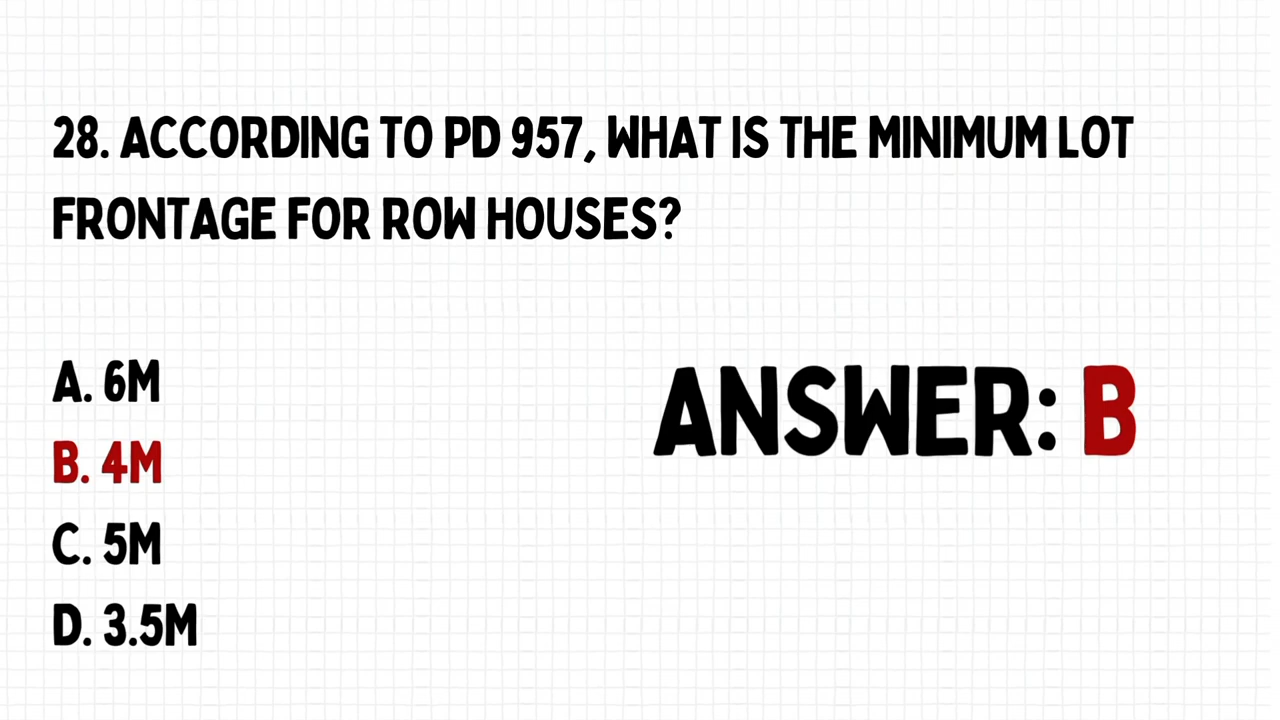 28. ACCORDING TO PD 957, WHAT IS THE MINIMUM LOT
FRONTAGE FOR ROW HOUSES?
A. 6M
B. 4M
C. 5M
D. 3.5M
ANSWER: B